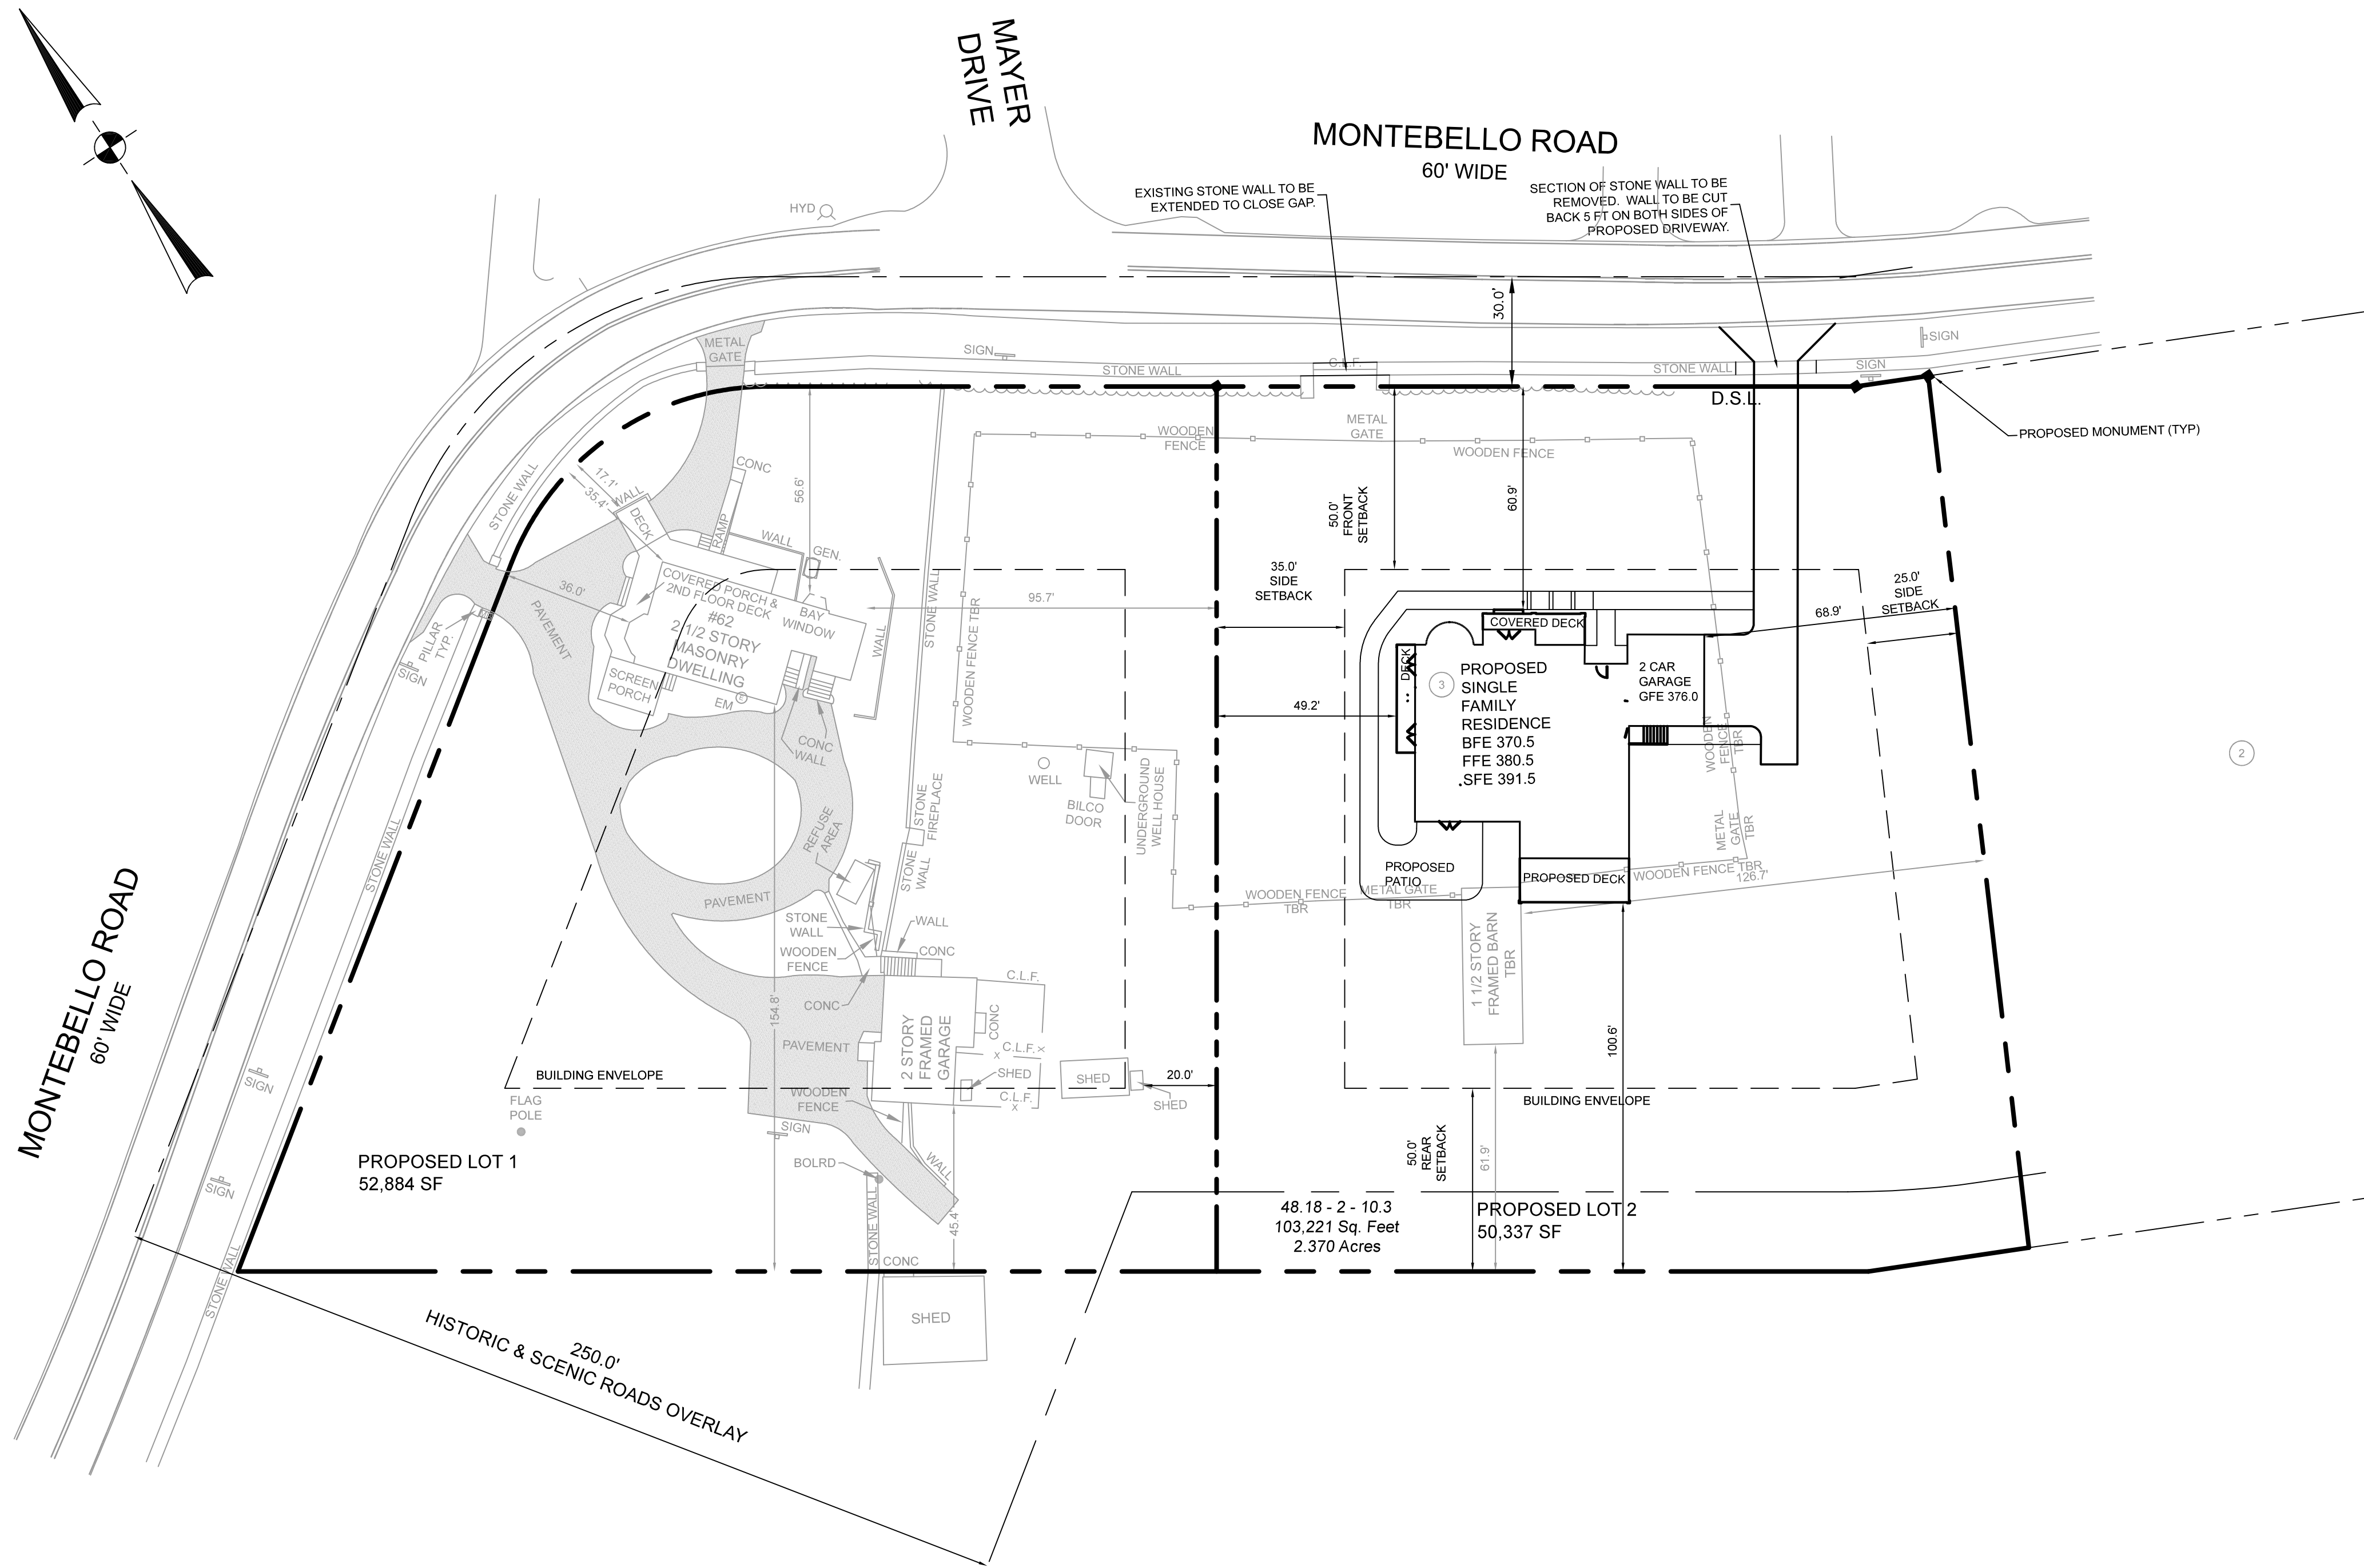 MAYER
DRIVE
MONTEBELLO ROAD
60' WIDE
EXISTING STONE WALL TO BE
EXTENDED TO CLOSE GAP.
SECTION OF STONE WALL TO BE
REMOVED. WALL TO BE CUT
BACK 5 FT ON BOTH SIDES OF
PROPOSED DRIVEWAY.
HYD
30.0'
METAL
GATE
SIGN
C.L.F.
STONE WALL
STONE WALL
SIGN
SIGN
D.S.L.
PROPOSED MONUMENT (TYP)
WOODEN
FENCE
METAL
GATE
WOODEN FENCE
CONC
17.1'
35.4'
WALL
DECK
RAMP
56.6'
STONE WALL
WALL
GEN.
50.0'
FRONT
SETBACK
60.9'
35.0'
SIDE
SETBACK
25.0'
SIDE
SETBACK
68.9'
36.0'
PAVEMENT
COVERED PORCH &
2ND FLOOR DECK
#62
2 1/2 STORY
MASONRY
DWELLING
BAY
WINDOW
WALL
STONE WALL
95.7'
WOODEN FENCE TBR
PILLAR
TYP.
SIGN
SCREEN
PORCH
EM
E
CONC
WALL
COVERED DECK
DECK
3
PROPOSED
SINGLE
FAMILY
RESIDENCE
BFE 370.5
FFE 380.5
SFE 391.5
2 CAR
GARAGE
GFE 376.0
49.2'
WOODEN
FENCE
TBR
2
WELL
BILCO
DOOR
UNDERGROUND
WELL HOUSE
STONE
FIREPLACE
REFUSE
AREA
STONE
WALL
METAL
GATE
TBR
PROPOSED
PATIO
PROPOSED DECK
WOODEN FENCE TBR
126.7'
WOODEN FENCE
TBR
METAL GATE
TBR
STONE WALL
PAVEMENT
STONE
WALL
WOODEN
FENCE
WALL
CONC
C.L.F.
CONC
154.8'
2 STORY
FRAMED
GARAGE
CONC
C.L.F.
X
X
SHED
C.L.F.
X
PAVEMENT
1 1/2 STORY
FRAMED BARN
TBR
100.6'
MONTEBELLO ROAD
60' WIDE
SIGN
BUILDING ENVELOPE
FLAG
POLE
WOODEN
FENCE
SHED
SHED
20.0'
BUILDING ENVELOPE
SIGN
BOLRD
WALL
50.0'
REAR
SETBACK
61.9'
PROPOSED LOT 1
52,884 SF
SIGN
STONE WALL
45.4'
48.18 - 2 - 10.3
103,221 Sq. Feet
2.370 Acres
PROPOSED LOT 2
50,337 SF
STONE WALL
CONC
SHED
250.0'
HISTORIC & SCENIC ROADS OVERLAY